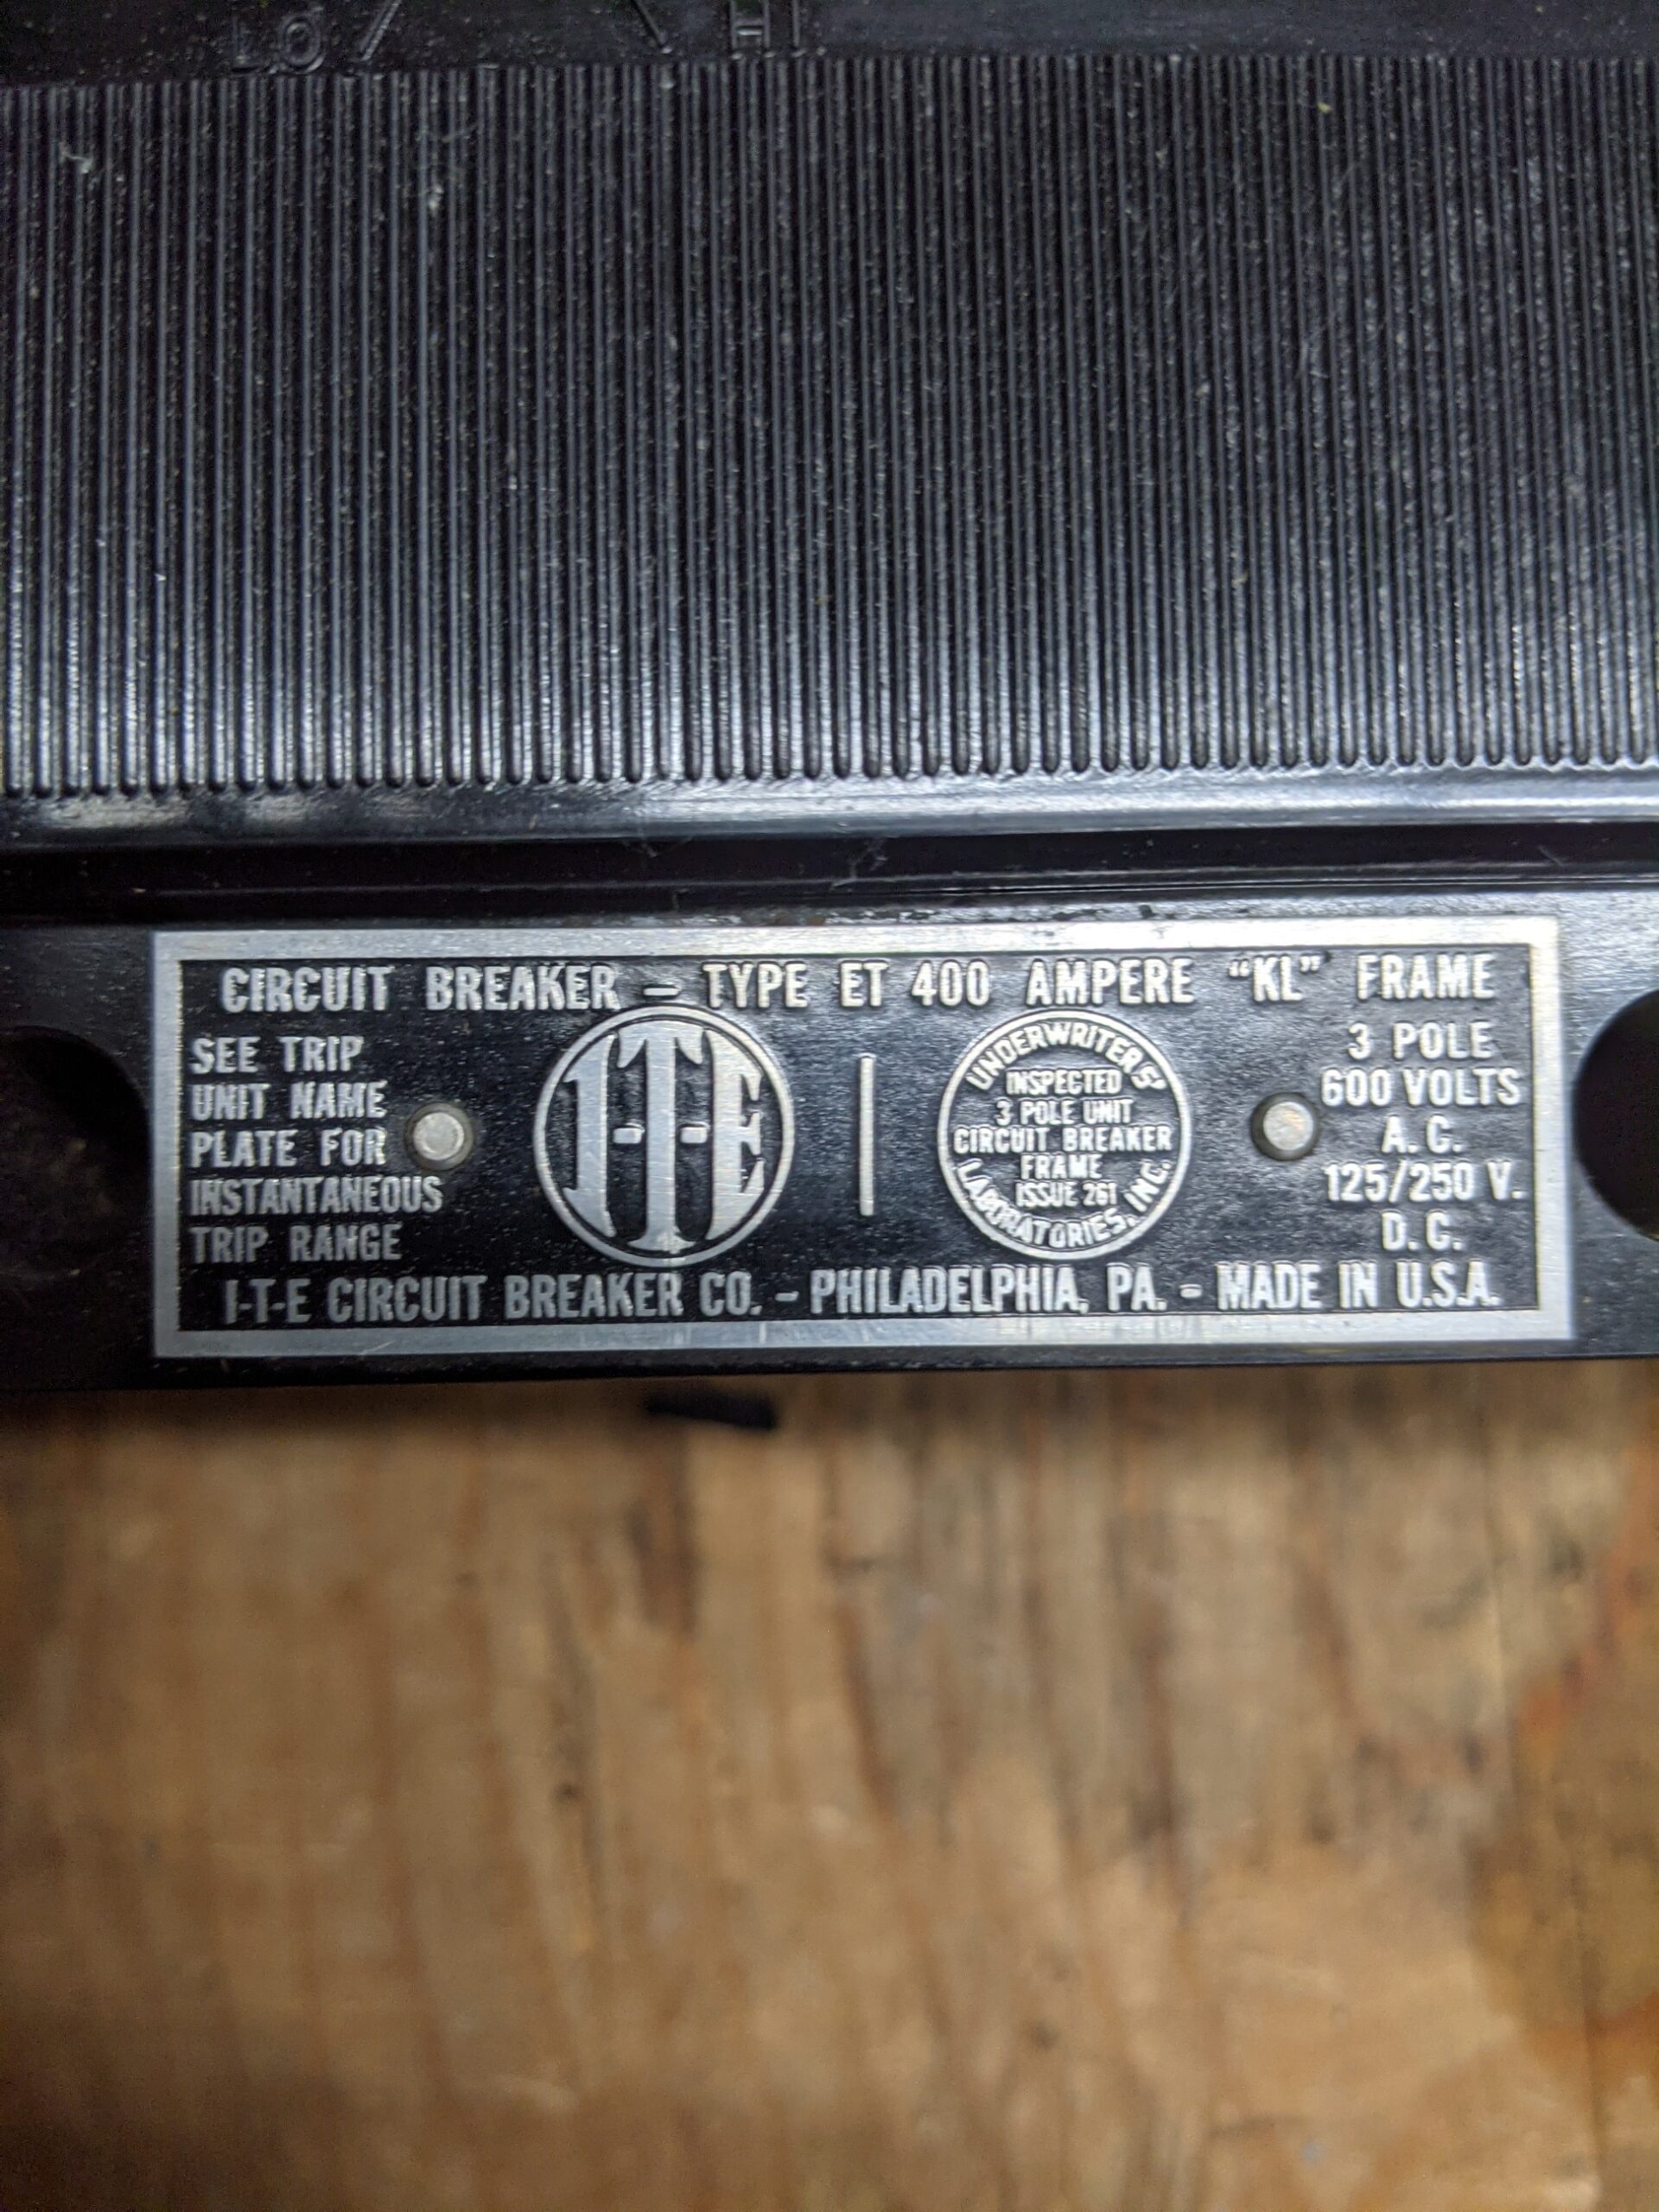 LO HI
CIRCUIT BREAKER — TYPE ET 400 AMPERE "KL" FRAME
SEE TRIP
UNIT NAME
PLATE FOR
INSTANTANEOUS
TRIP RANGE
I-T-E
UNDERWRITERS'
INSPECTED
3 POLE UNIT
CIRCUIT BREAKER
FRAME
ISSUE 261
LABORATORIES, INC.
3 POLE
600 VOLTS
A.C.
125/250 V.
D.C.
I-T-E CIRCUIT BREAKER CO. - PHILADELPHIA, PA. - MADE IN U.S.A.